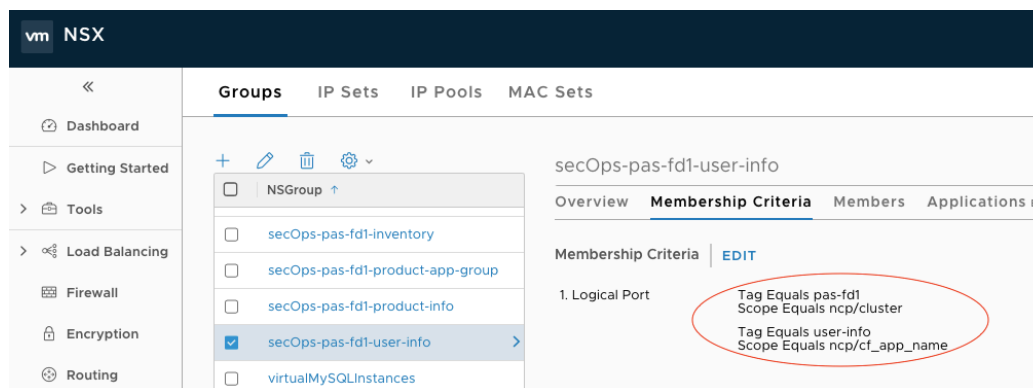 vm NSX
«
Groups IP Sets IP Pools MAC Sets
Dashboard
Getting Started
Tools
Load Balancing
Firewall
Encryption
Routing
NSGroup ↑
secOps-pas-fd1-inventory
secOps-pas-fd1-product-app-group
secOps-pas-fd1-product-info
secOps-pas-fd1-user-info
virtualMySQLInstances
secOps-pas-fd1-user-info
Overview Membership Criteria Members Applications
Membership Criteria | EDIT
1. Logical Port
Tag Equals pas-fd1
Scope Equals ncp/cluster
Tag Equals user-info
Scope Equals ncp/cf_app_name